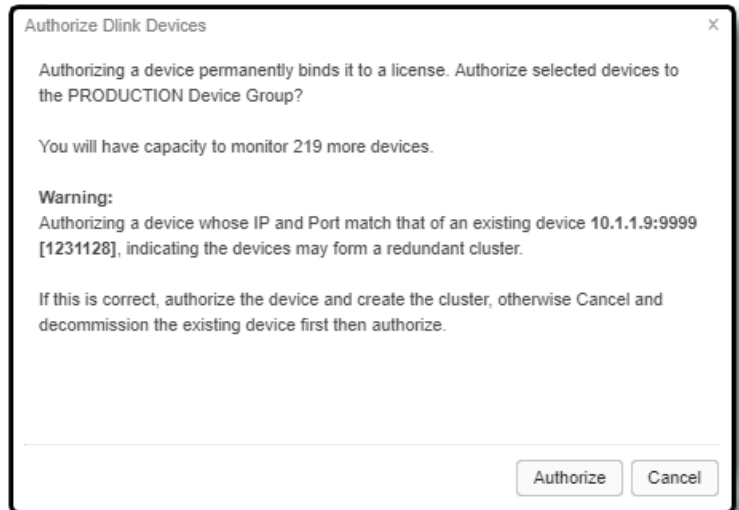 Authorize Dlink Devices X
Authorizing a device permanently binds it to a license. Authorize selected devices to
the PRODUCTION Device Group?
You will have capacity to monitor 219 more devices.
Warning:
Authorizing a device whose IP and Port match that of an existing device 10.1.1.9:9999
[1231128], indicating the devices may form a redundant cluster.
If this is correct, authorize the device and create the cluster, otherwise Cancel and
decommission the existing device first then authorize.
Authorize Cancel